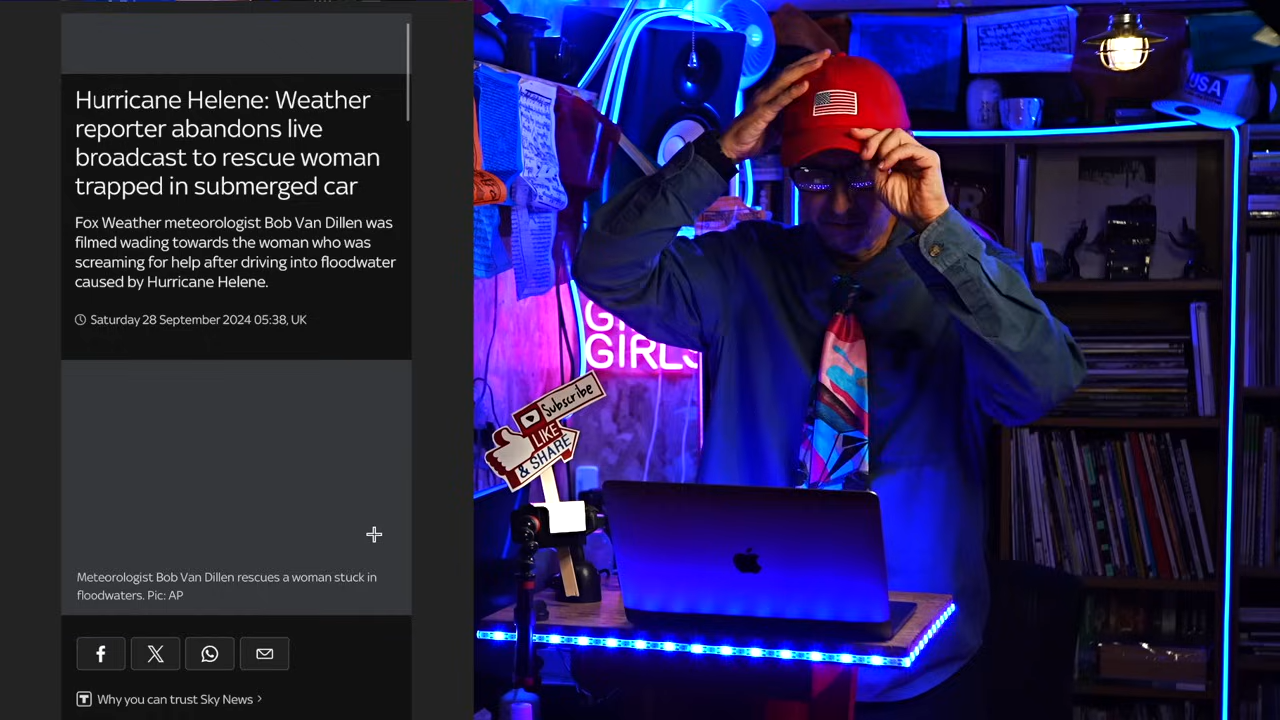 Hurricane Helene: Weather
reporter abandons live
broadcast to rescue woman
trapped in submerged car
Fox Weather meteorologist Bob Van Dillen was
filmed wading towards the woman who was
screaming for help after driving into floodwater
caused by Hurricane Helene.
Saturday 28 September 2024 05:38, UK
Meteorologist Bob Van Dillen rescues a woman stuck in
floodwaters. Pic: AP
Why you can trust Sky News
USA
GIRLS
Subscribe
LIKE
& SHARE